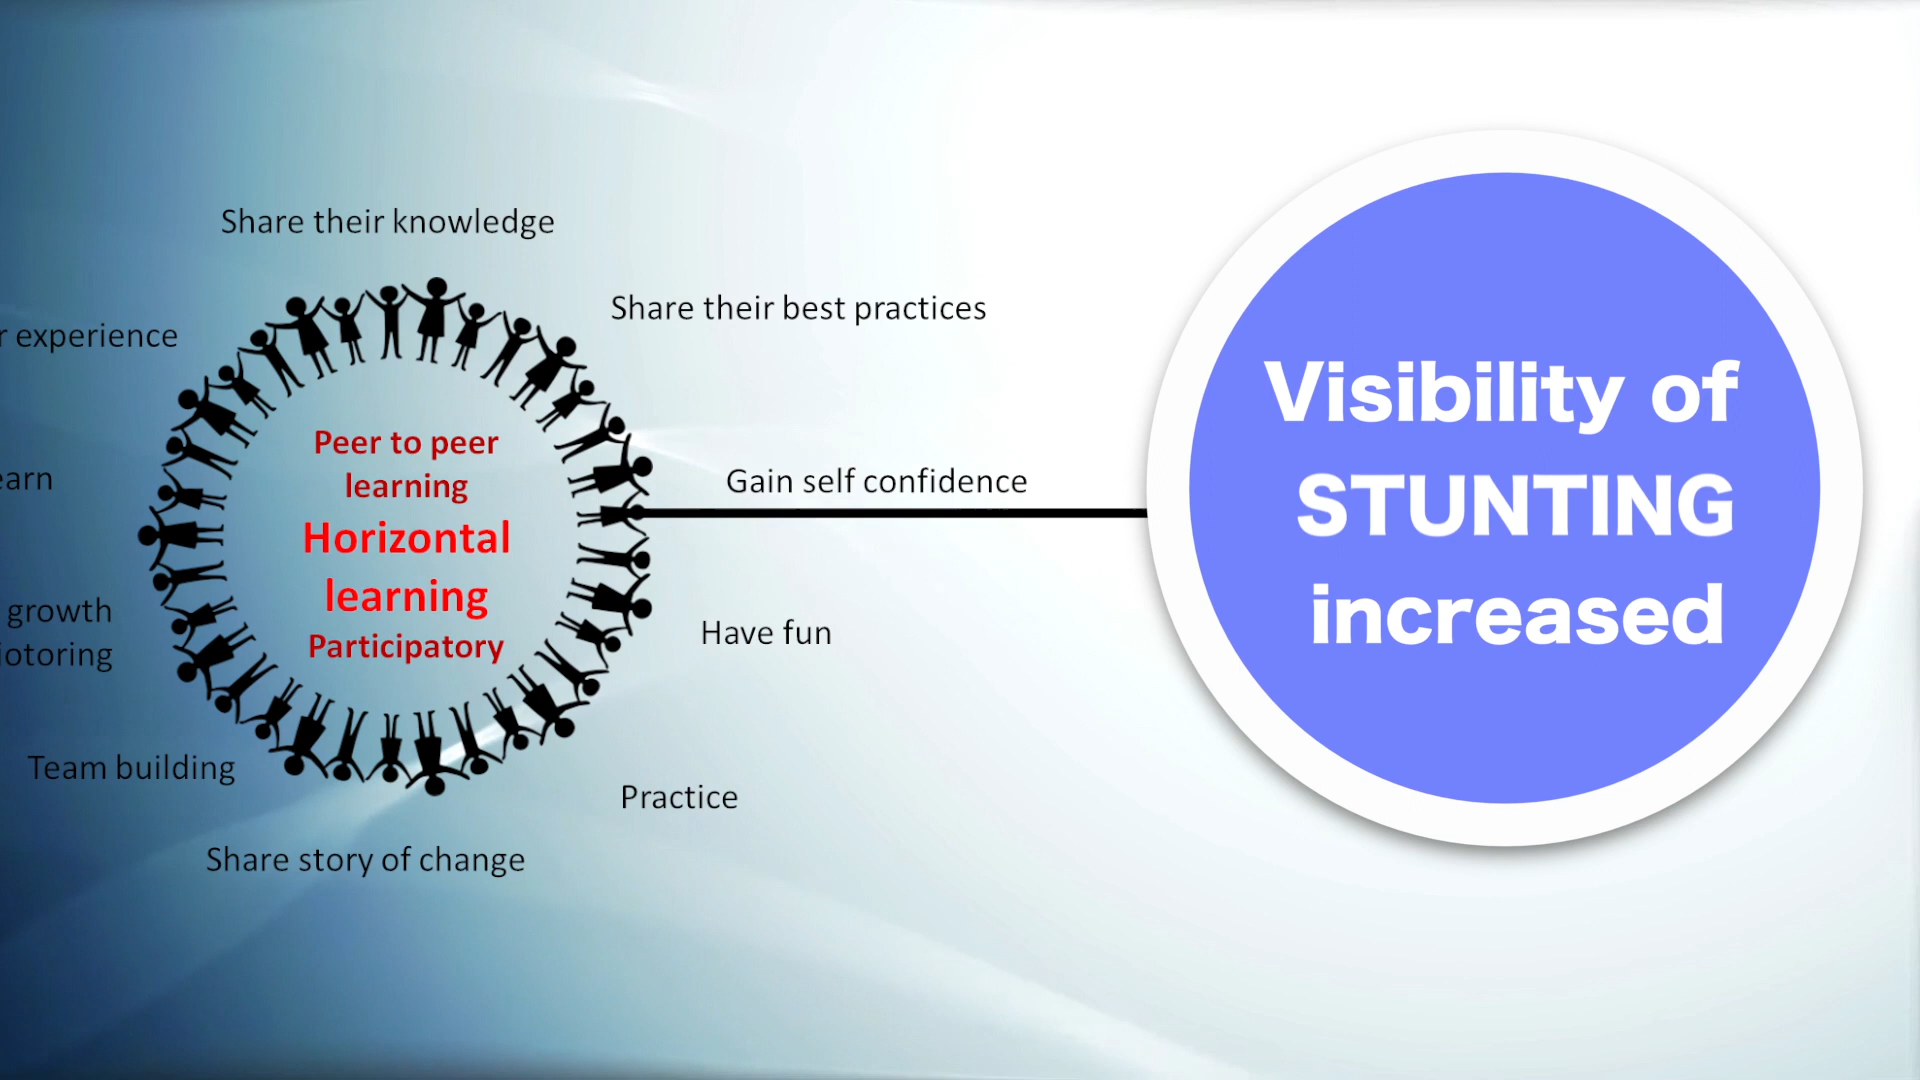 Share their knowledge
Share their best practices
experience
Peer to peer
learning
Horizontal
learning
Participatory
Gain self confidence
Have fun
growth
Team building
Practice
Share story of change
Visibility of
STUNTING
increased